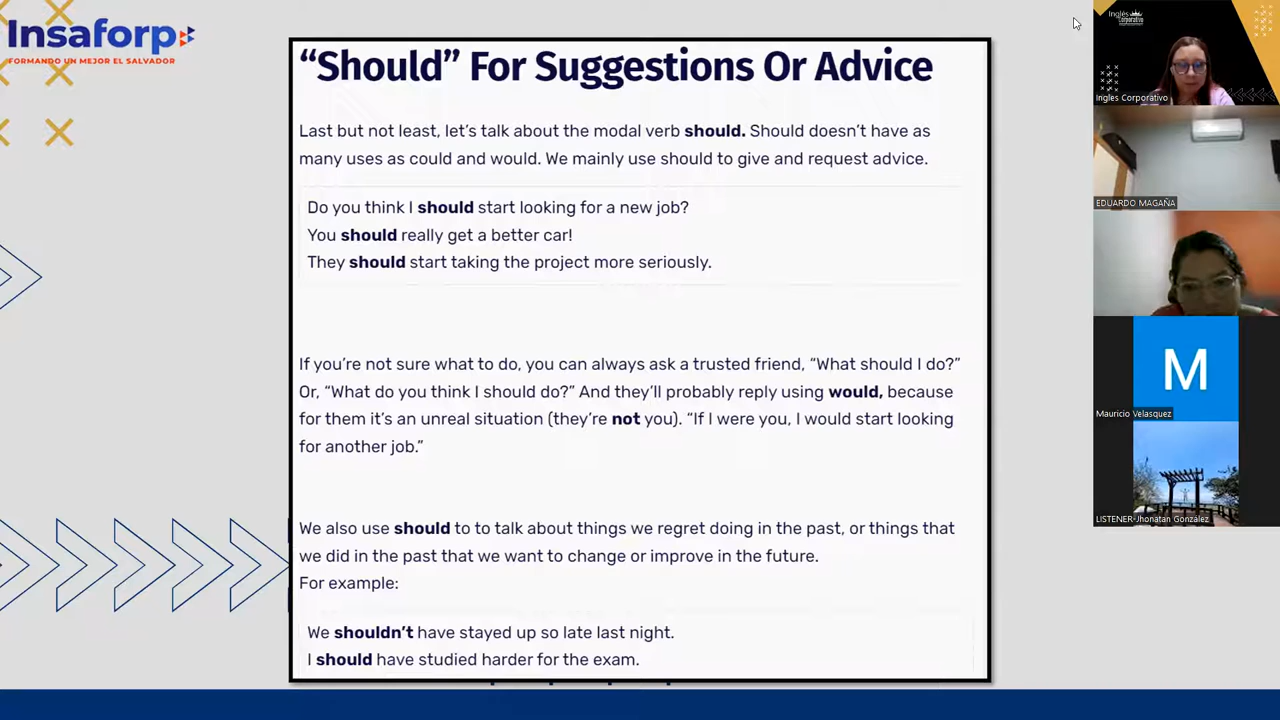 Insaforp
FORMANDO UN MEJOR EL SALVADOR
“Should” For Suggestions Or Advice
Last but not least, let’s talk about the modal verb should. Should doesn’t have as
many uses as could and would. We mainly use should to give and request advice.
Do you think I should start looking for a new job?
You should really get a better car!
They should start taking the project more seriously.
If you’re not sure what to do, you can always ask a trusted friend, “What should I do?”
Or, “What do you think I should do?” And they’ll probably reply using would, because
for them it’s an unreal situation (they’re not you). “If I were you, I would start looking
for another job.”
We also use should to to talk about things we regret doing in the past, or things that
we did in the past that we want to change or improve in the future.
For example:
We shouldn’t have stayed up so late last night.
I should have studied harder for the exam.
Inglés
Corporativo
Ingles Corporativo
EDUARDO MAGAÑA
M
Mauricio Velasquez
LISTENER-Jhonatan González